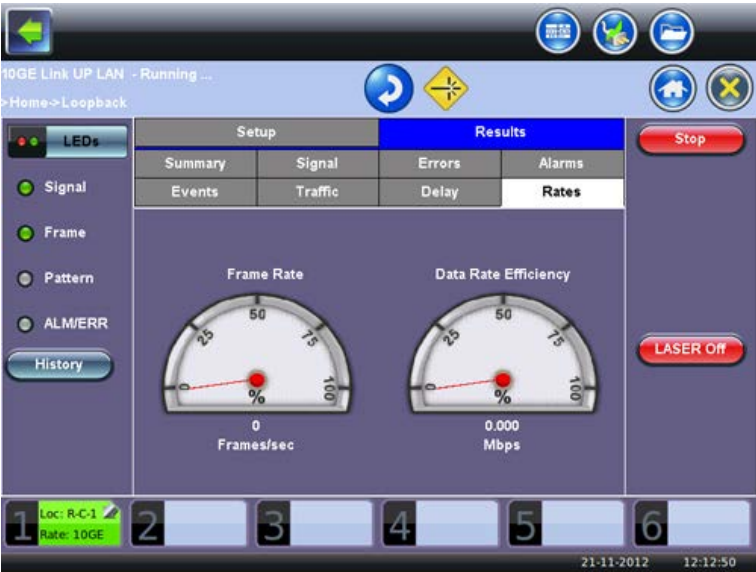 10GE Link UP LAN - Running ...
>Home->Loopback
LEDs
Signal
Frame
Pattern
ALM/ERR
History
Setup
Results
Summary
Signal
Errors
Alarms
Events
Traffic
Delay
Rates
Frame Rate
0
25
50
75
100
%
0
Frames/sec
Data Rate Efficiency
0
25
50
75
100
%
0.000
Mbps
Stop
LASER Off
1
Loc: R-C-1
Rate: 10GE
2
3
4
5
6
21-11-2012 12:12:50